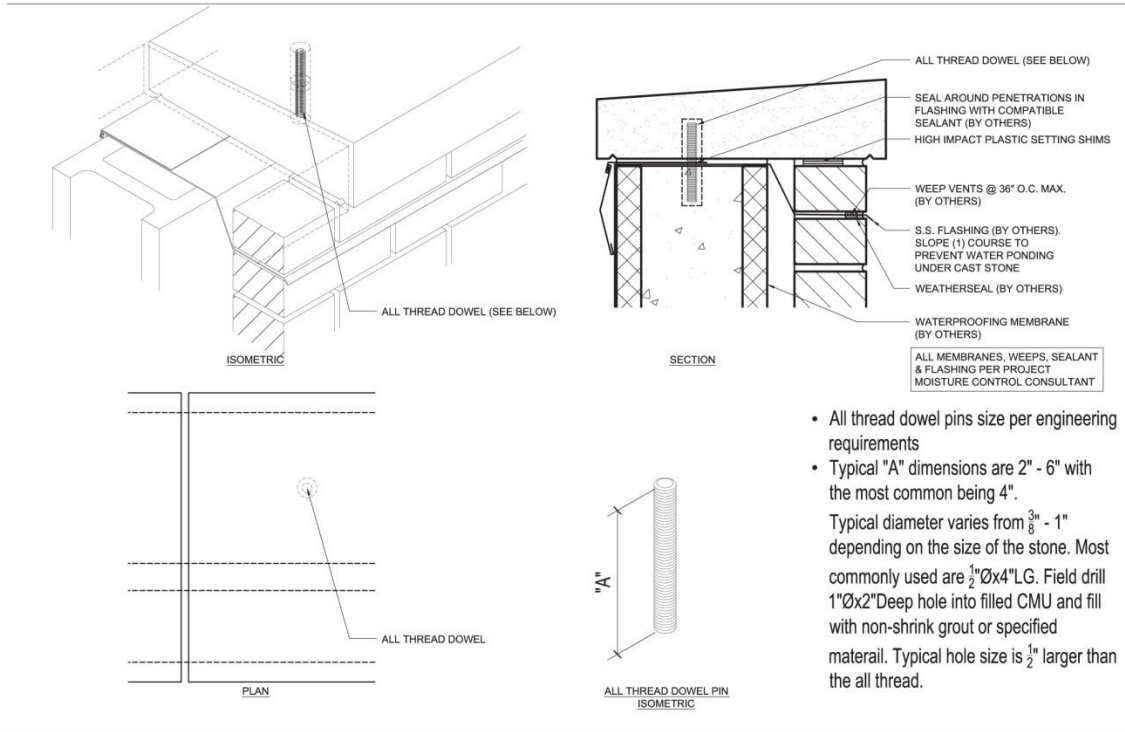 ALL THREAD DOWEL (SEE BELOW)
ISOMETRIC
ALL THREAD DOWEL (SEE BELOW)
SEAL AROUND PENETRATIONS IN
FLASHING WITH COMPATIBLE
SEALANT (BY OTHERS)
HIGH IMPACT PLASTIC SETTING SHIMS
WEEP VENTS @ 36" O.C. MAX.
(BY OTHERS)
S.S. FLASHING (BY OTHERS).
SLOPE (1) COURSE TO
PREVENT WATER PONDING
UNDER CAST STONE
WEATHERSEAL (BY OTHERS)
WATERPROOFING MEMBRANE
(BY OTHERS)
SECTION
ALL MEMBRANES, WEEPS, SEALANT
& FLASHING PER PROJECT
MOISTURE CONTROL CONSULTANT
ALL THREAD DOWEL
PLAN
"A"
ALL THREAD DOWEL PIN
ISOMETRIC
• All thread dowel pins size per engineering
requirements
• Typical "A" dimensions are 2" - 6" with
the most common being 4".
Typical diameter varies from 3/8" - 1"
depending on the size of the stone. Most
commonly used are 1/2"Øx4"LG. Field drill
1"Øx2"Deep hole into filled CMU and fill
with non-shrink grout or specified
materail. Typical hole size is 1/2" larger than
the all thread.